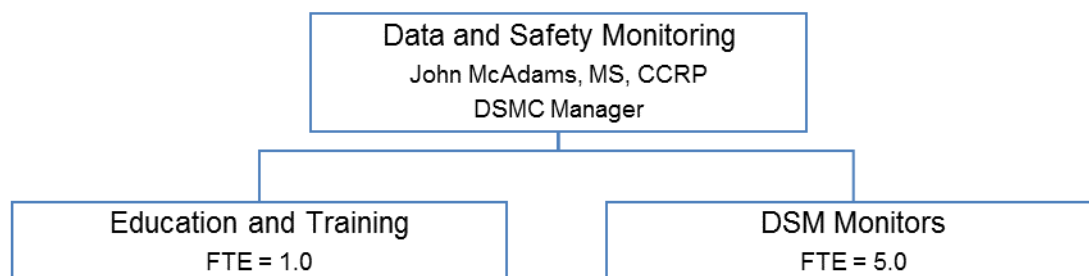 Data and Safety Monitoring
John McAdams, MS, CCRP
DSMC Manager
Education and Training
FTE = 1.0
DSM Monitors
FTE = 5.0